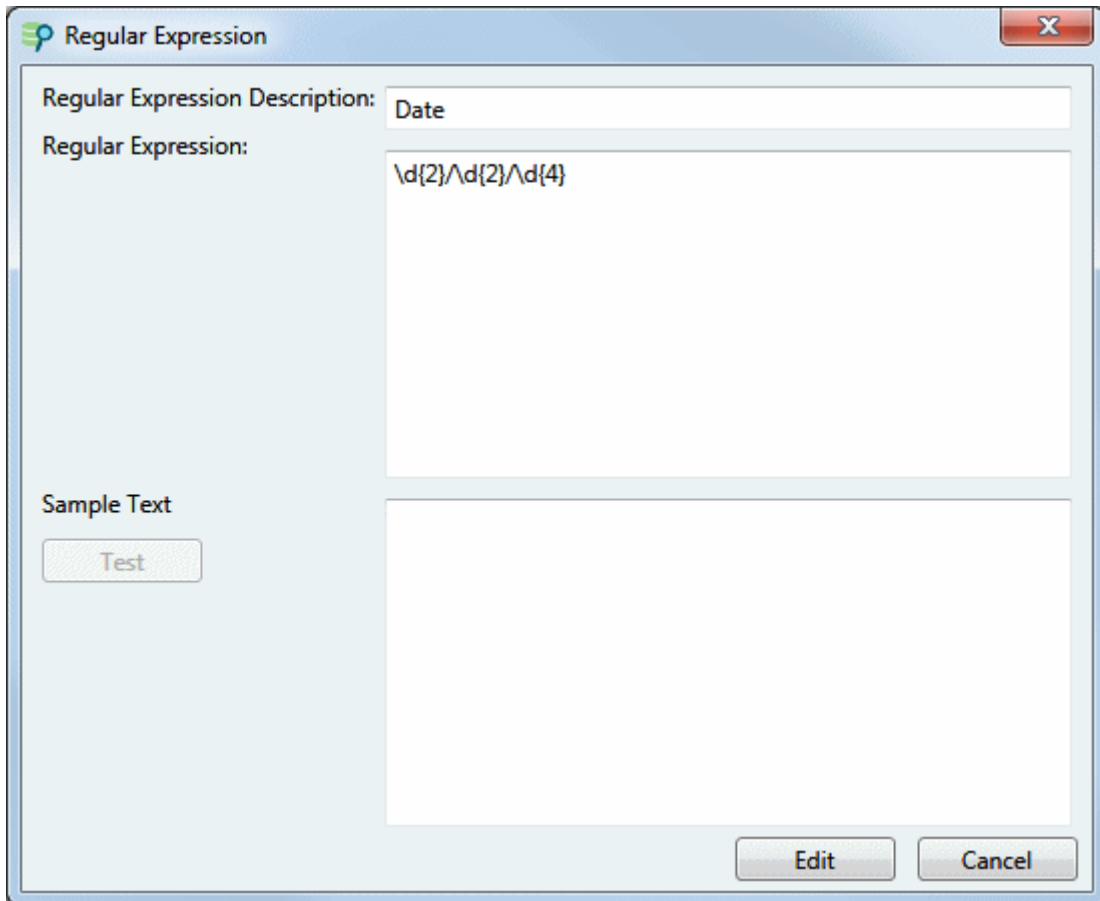 Regular Expression
Regular Expression Description:
Date
Regular Expression:
\d{2}/\d{2}/\d{4}
Sample Text
Test
Edit
Cancel